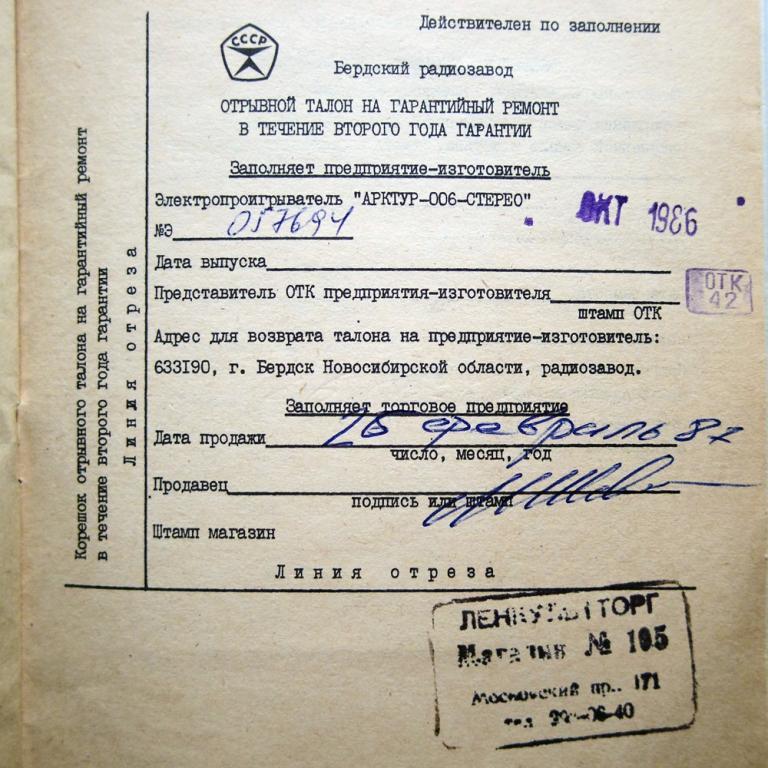 Действителен по заполнении
СССР
Бердский радиозавод
ОТРЫВНОЙ ТАЛОН НА ГАРАНТИЙНЫЙ РЕМОНТ
В ТЕЧЕНИЕ ВТОРОГО ГОДА ГАРАНТИИ
Заполняет предприятие-изготовитель
Электропроигрыватель "АРКТУР-006-СТЕРЕО"
№Э 057694
ОКТ 1986
Дата выпуска
Представитель ОТК предприятия-изготовителя
ОТК
42
штамп ОТК
Адрес для возврата талона на предприятие-изготовитель:
633190, г. Бердск Новосибирской области, радиозавод.
Заполняет торговое предприятие
Дата продажи 26 февраль 87
число, месяц, год
Продавец
подпись или штамп
Штамп магазин
Линия отреза
Корешок отрывного талона на гарантийный ремонт
в течение второго года гарантии
Линия отреза
ЛЕНКУЛЬТТОРГ
Магазин № 105
Московский пр., 171
тел.